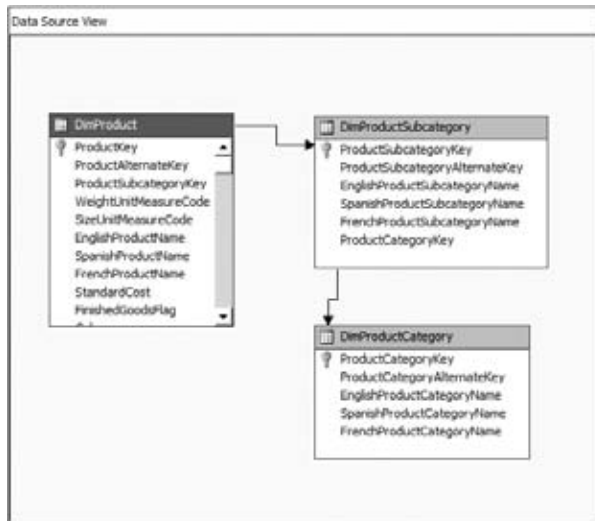 Data Source View
DimProduct
ProductKey
ProductAlternateKey
ProductSubcategoryKey
WeightUnitMeasureCode
SizeUnitMeasureCode
EnglishProductName
SpanishProductName
FrenchProductName
StandardCost
FinishedGoodsFlag
DimProductSubcategory
ProductSubcategoryKey
ProductSubcategoryAlternateKey
EnglishProductSubcategoryName
SpanishProductSubcategoryName
FrenchProductSubcategoryName
ProductCategoryKey
DimProductCategory
ProductCategoryKey
ProductCategoryAlternateKey
EnglishProductCategoryName
SpanishProductCategoryName
FrenchProductCategoryName